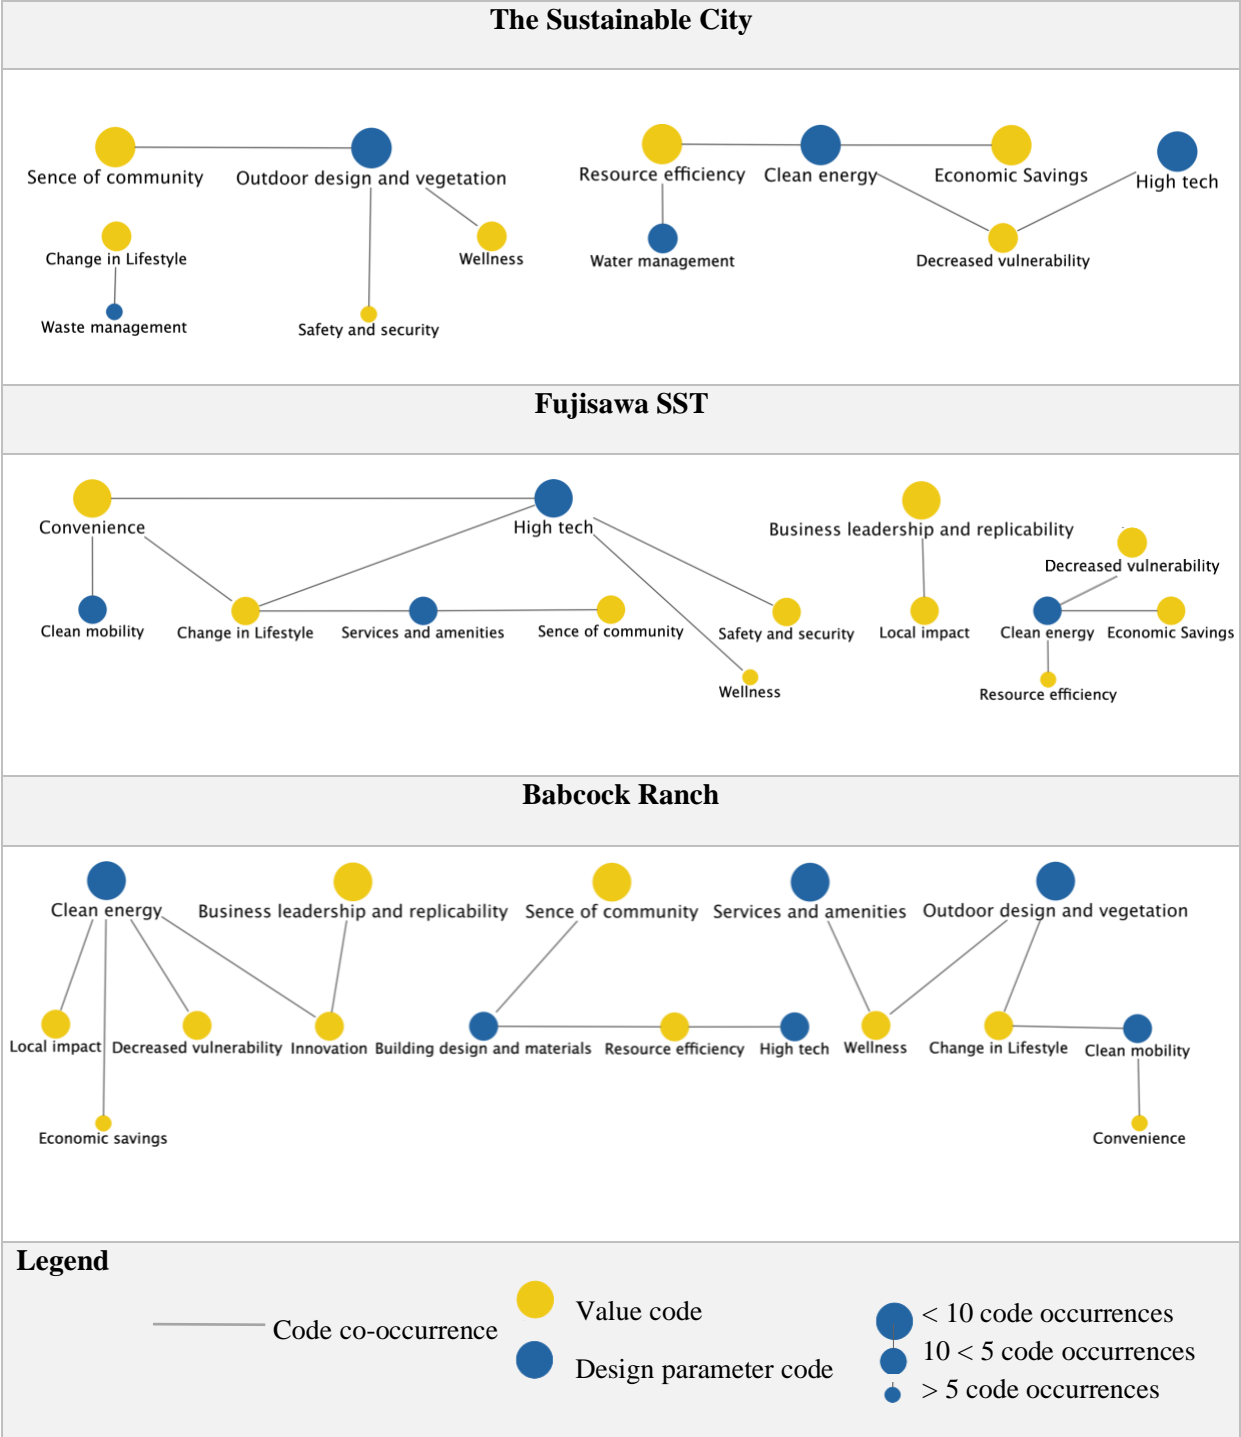 The Sustainable City
Sence of community
Outdoor design and vegetation
Resource efficiency
Clean energy
Economic Savings
High tech
Change in Lifestyle
Wellness
Water management
Decreased vulnerability
Waste management
Safety and security
Fujisawa SST
Convenience
High tech
Business leadership and replicability
Decreased vulnerability
Clean mobility
Change in Lifestyle
Services and amenities
Sence of community
Safety and security
Local impact
Clean energy
Economic Savings
Wellness
Resource efficiency
Babcock Ranch
Clean energy
Business leadership and replicability
Sence of community
Services and amenities
Outdoor design and vegetation
Local impact
Decreased vulnerability
Innovation
Building design and materials
Resource efficiency
High tech
Wellness
Change in Lifestyle
Clean mobility
Economic savings
Convenience
Legend
Code co-occurrence
Value code
Design parameter code
< 10 code occurrences
10 < 5 code occurrences
> 5 code occurrences